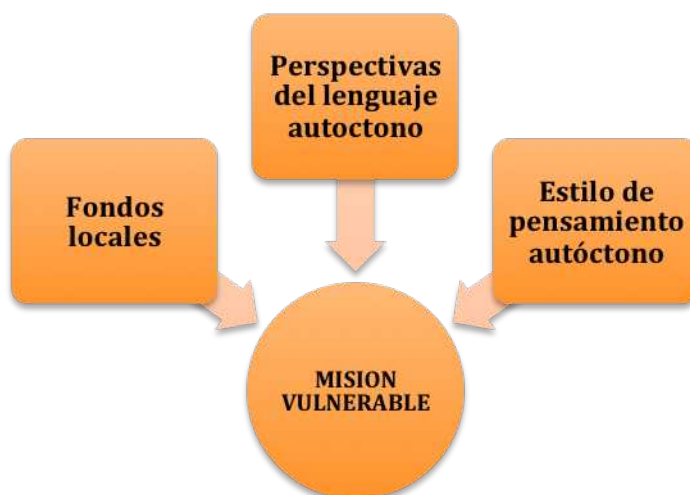 Perspectivas
del lenguaje
autoctono
Fondos
locales
Estilo de
pensamiento
autóctono
MISION
VULNERABLE